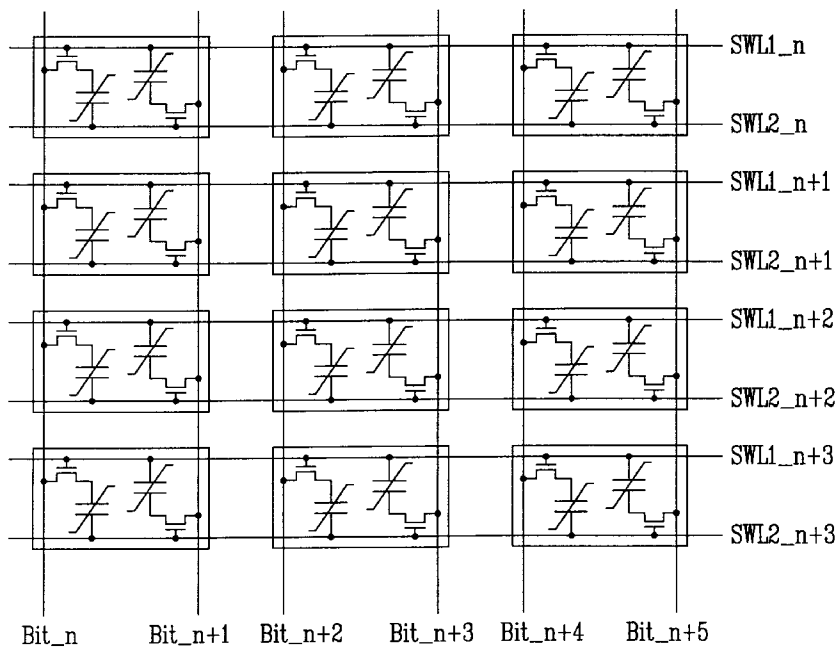 SWL1_n
SWL2_n
SWL1_n+1
SWL2_n+1
SWL1_n+2
SWL2_n+2
SWL1_n+3
SWL2_n+3
Bit_n Bit_n+1 Bit_n+2 Bit_n+3 Bit_n+4 Bit_n+5